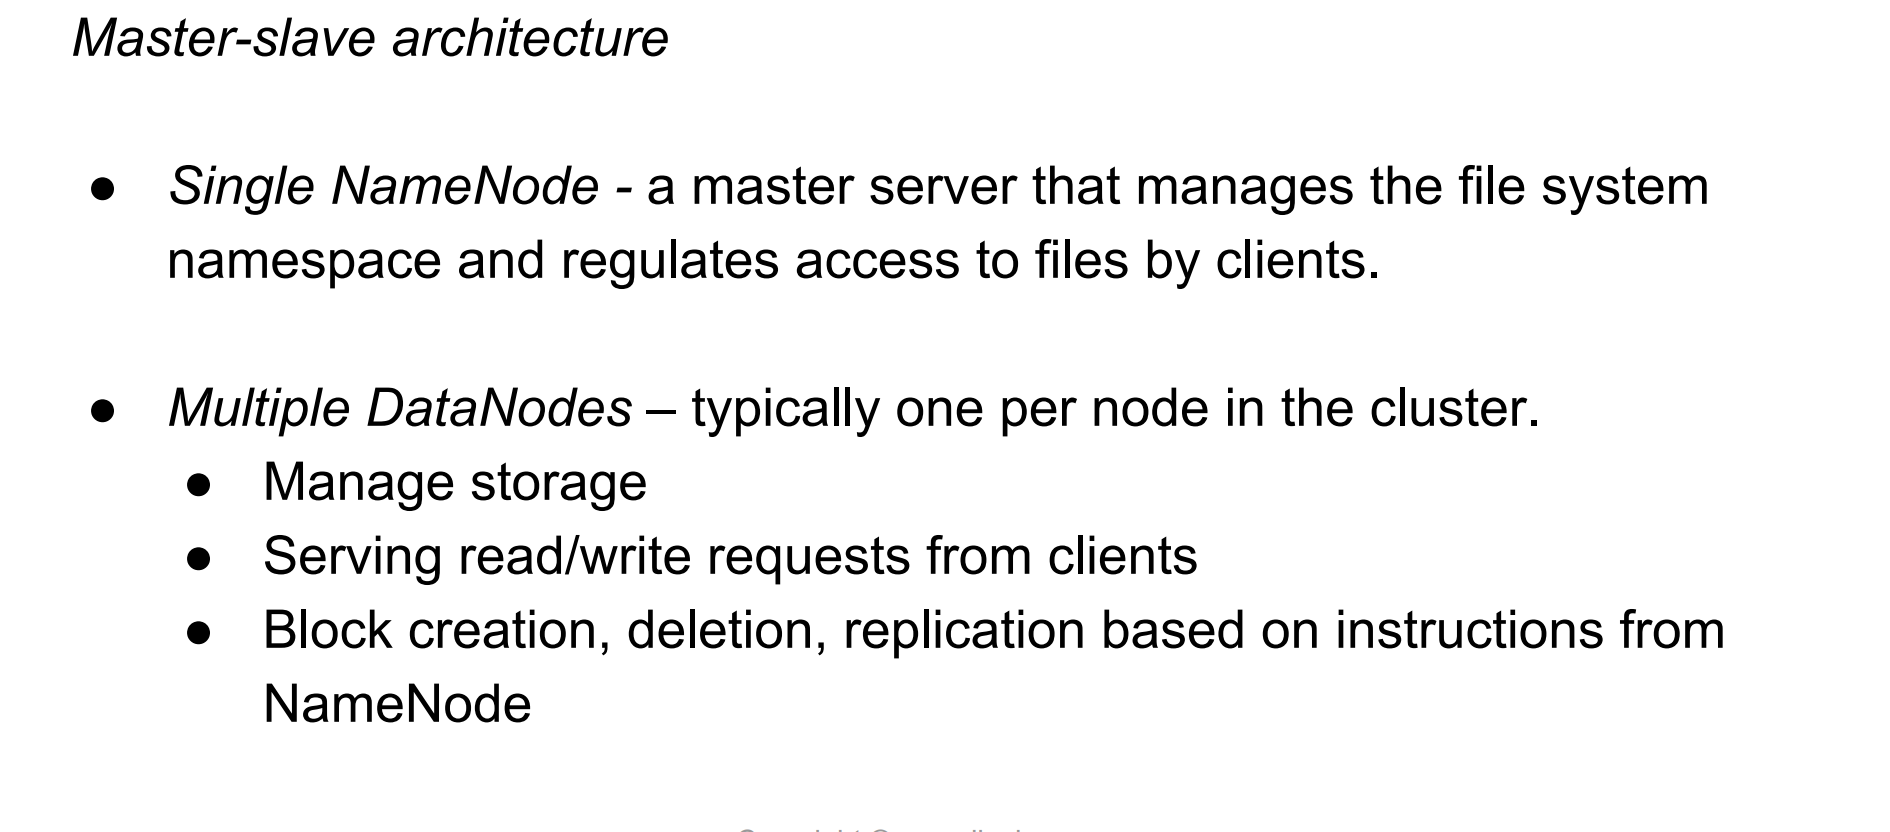 Master-slave architecture
● Single NameNode - a master server that manages the file system
namespace and regulates access to files by clients.
● Multiple DataNodes – typically one per node in the cluster.
● Manage storage
● Serving read/write requests from clients
● Block creation, deletion, replication based on instructions from
NameNode